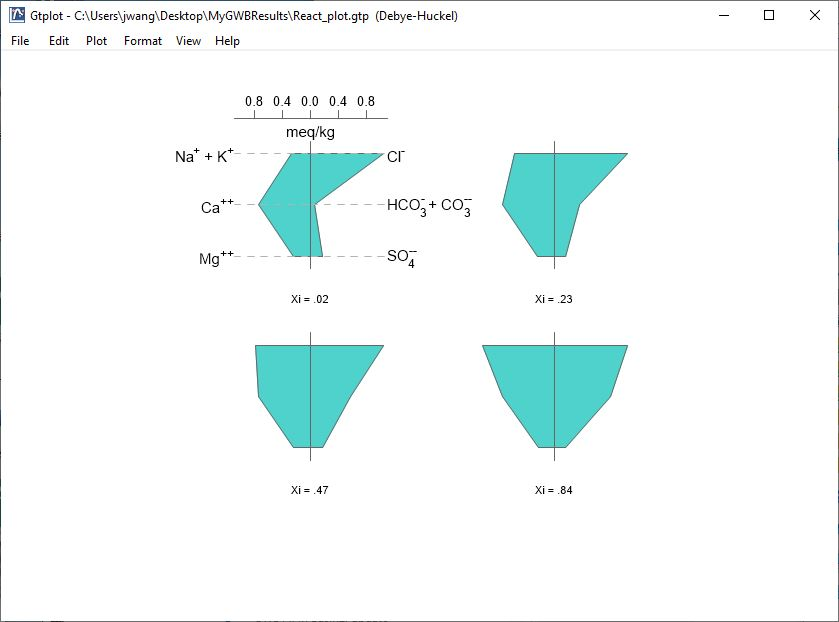 Gtplot - C:\Users\jwang\Desktop\MyGWBResults\React_plot.gtp (Debye-Huckel)
File Edit Plot Format View Help
0.8 0.4 0.0 0.4 0.8
meq/kg
Na⁺ + K⁺ Cl⁻
Ca⁺⁺ HCO₃⁻ + CO₃⁻
Mg⁺⁺ SO₄⁻
Xi = .02 Xi = .23
Xi = .47 Xi = .84